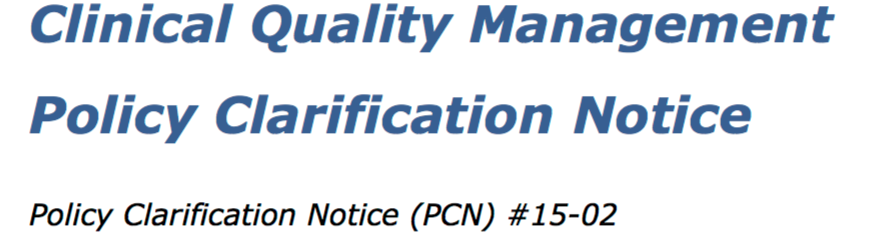 Clinical Quality Management
Policy Clarification Notice
Policy Clarification Notice (PCN) #15-02